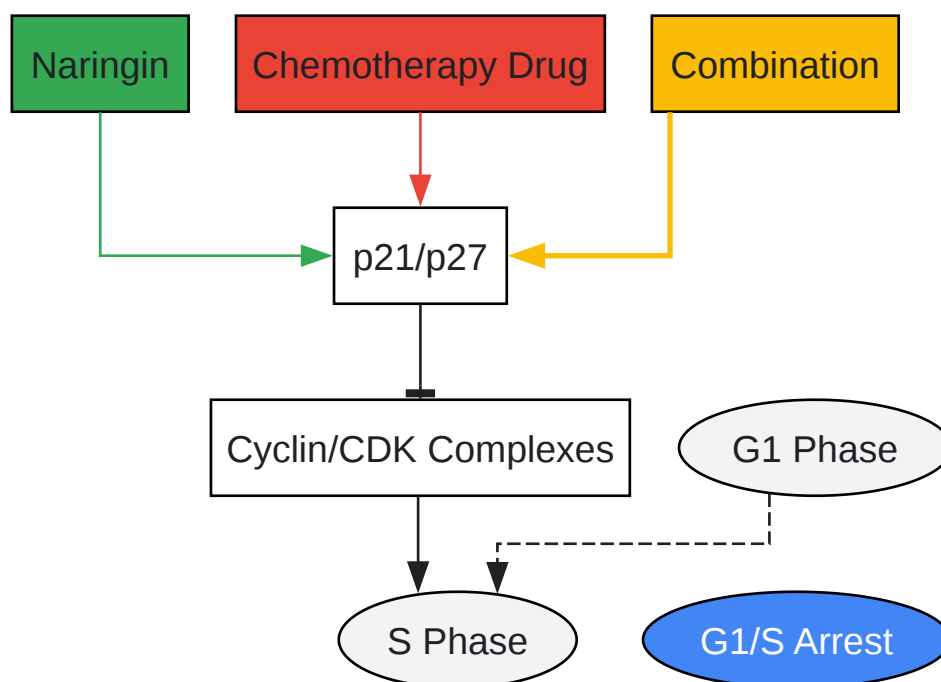 Naringin
Chemotherapy Drug
Combination
p21/p27
Cyclin/CDK Complexes
G1 Phase
S Phase
G1/S Arrest